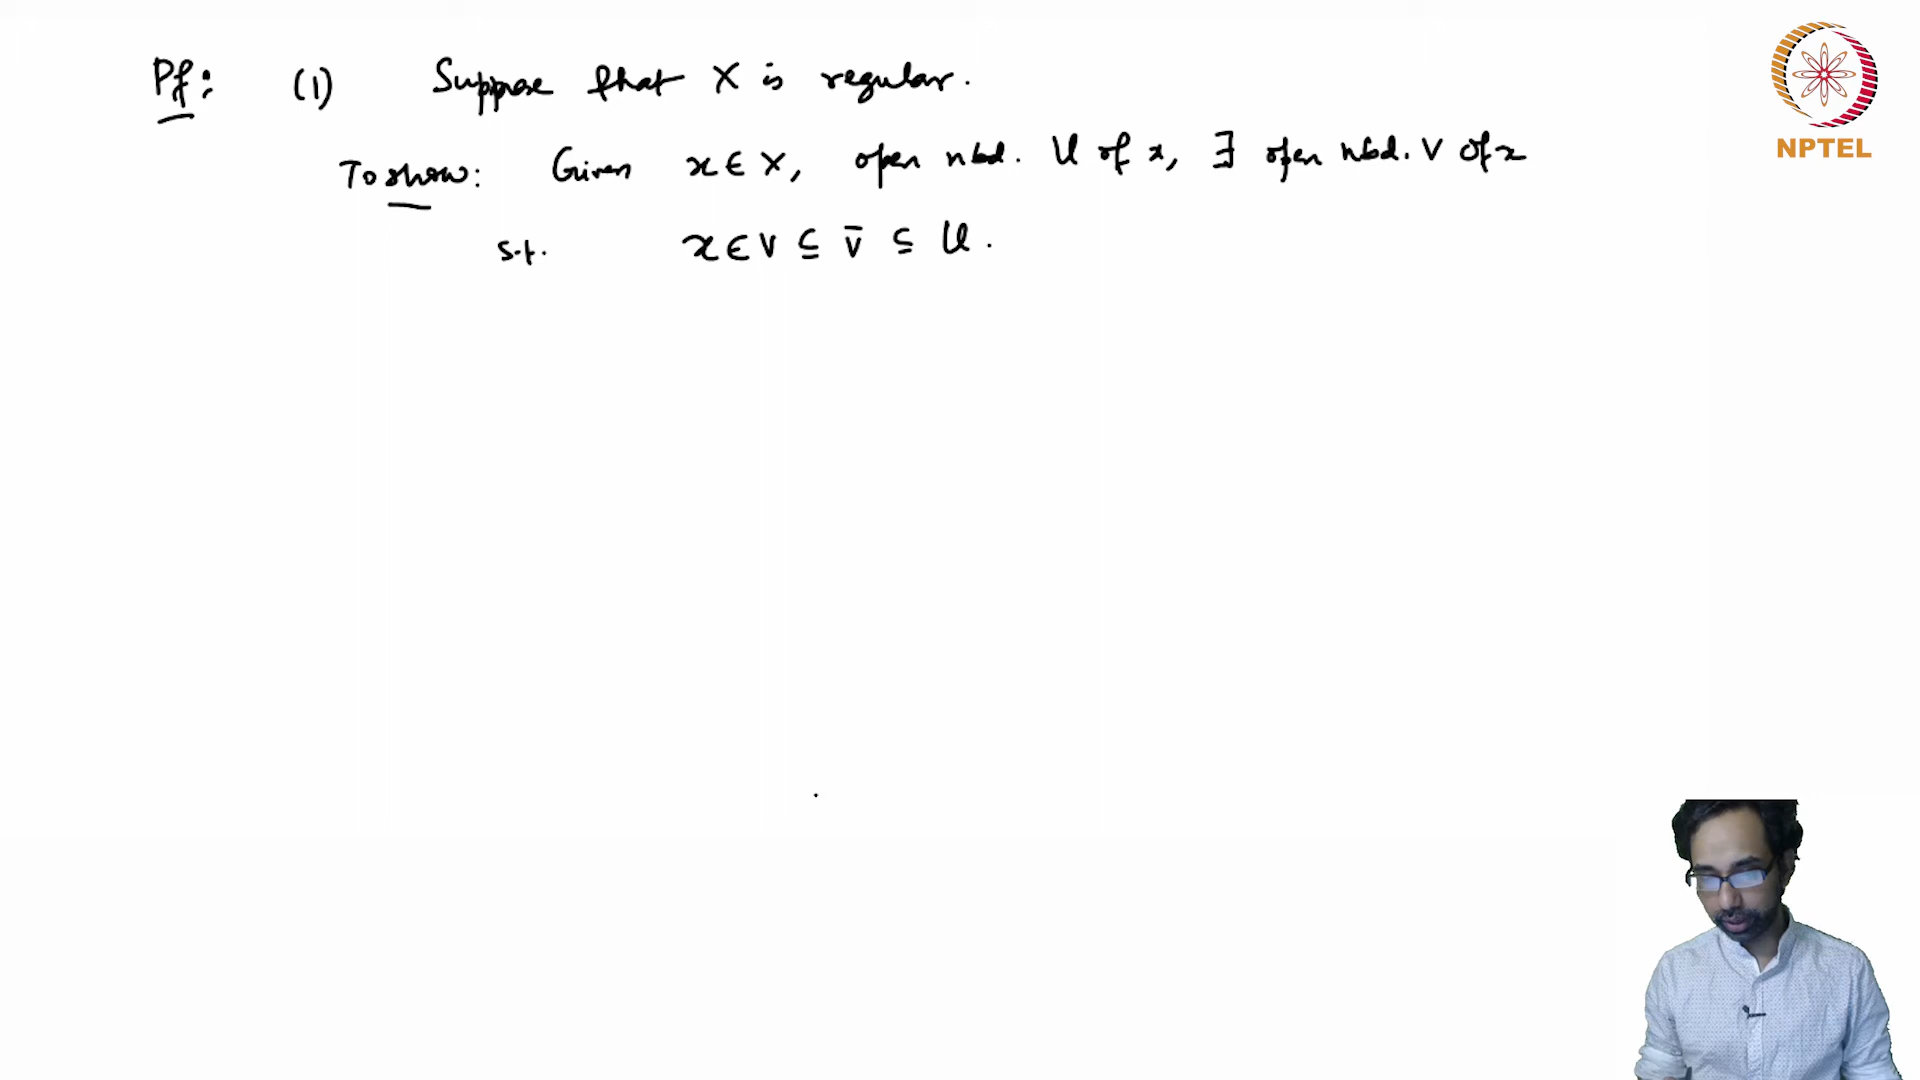 Pf: (1) Suppose that X is regular.
To show: Given x ∈ X, open nbd. U of x, ∃ open nbd. V of x
s.t. x ∈ V ⊆ V̄ ⊆ U.
NPTEL